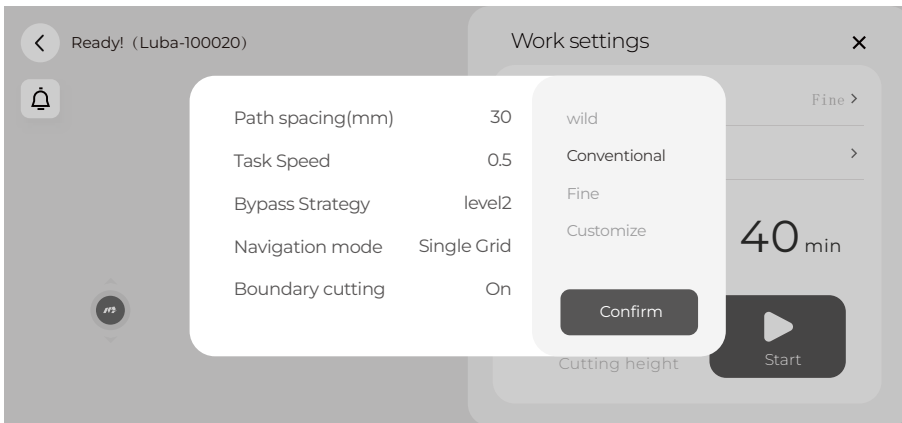 Ready! (Luba-100020)
Work settings
Fine
Path spacing(mm) 30
Task Speed 0.5
Bypass Strategy level2
Navigation mode Single Grid
Boundary cutting On
wild
Conventional
Fine
Customize
Confirm
40 min
Start
Cutting height